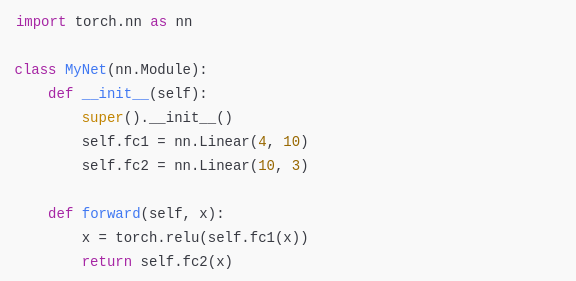 import torch.nn as nn

class MyNet(nn.Module):
    def __init__(self):
        super().__init__()
        self.fc1 = nn.Linear(4, 10)
        self.fc2 = nn.Linear(10, 3)

    def forward(self, x):
        x = torch.relu(self.fc1(x))
        return self.fc2(x)